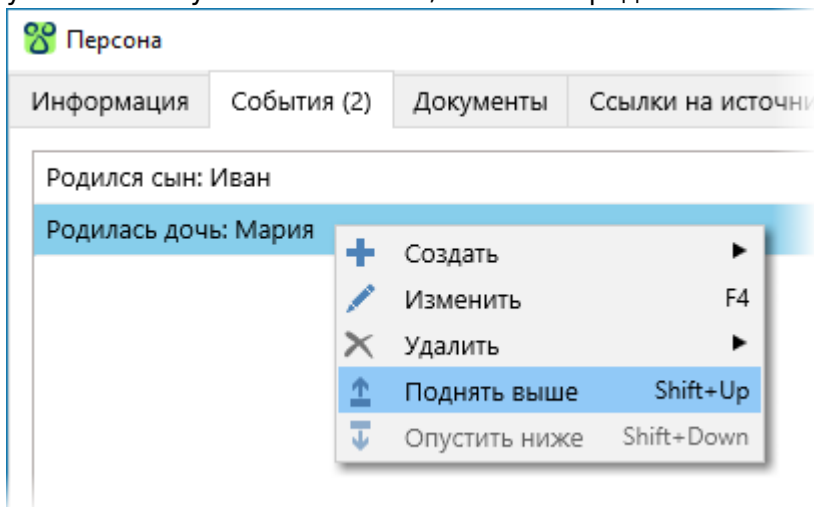 Персона
Информация События (2) Документы Ссылки на источни
Родился сын: Иван
Родилась дочь: Мария
Создать
Изменить F4
Удалить
Поднять выше Shift+Up
Опустить ниже Shift+Down